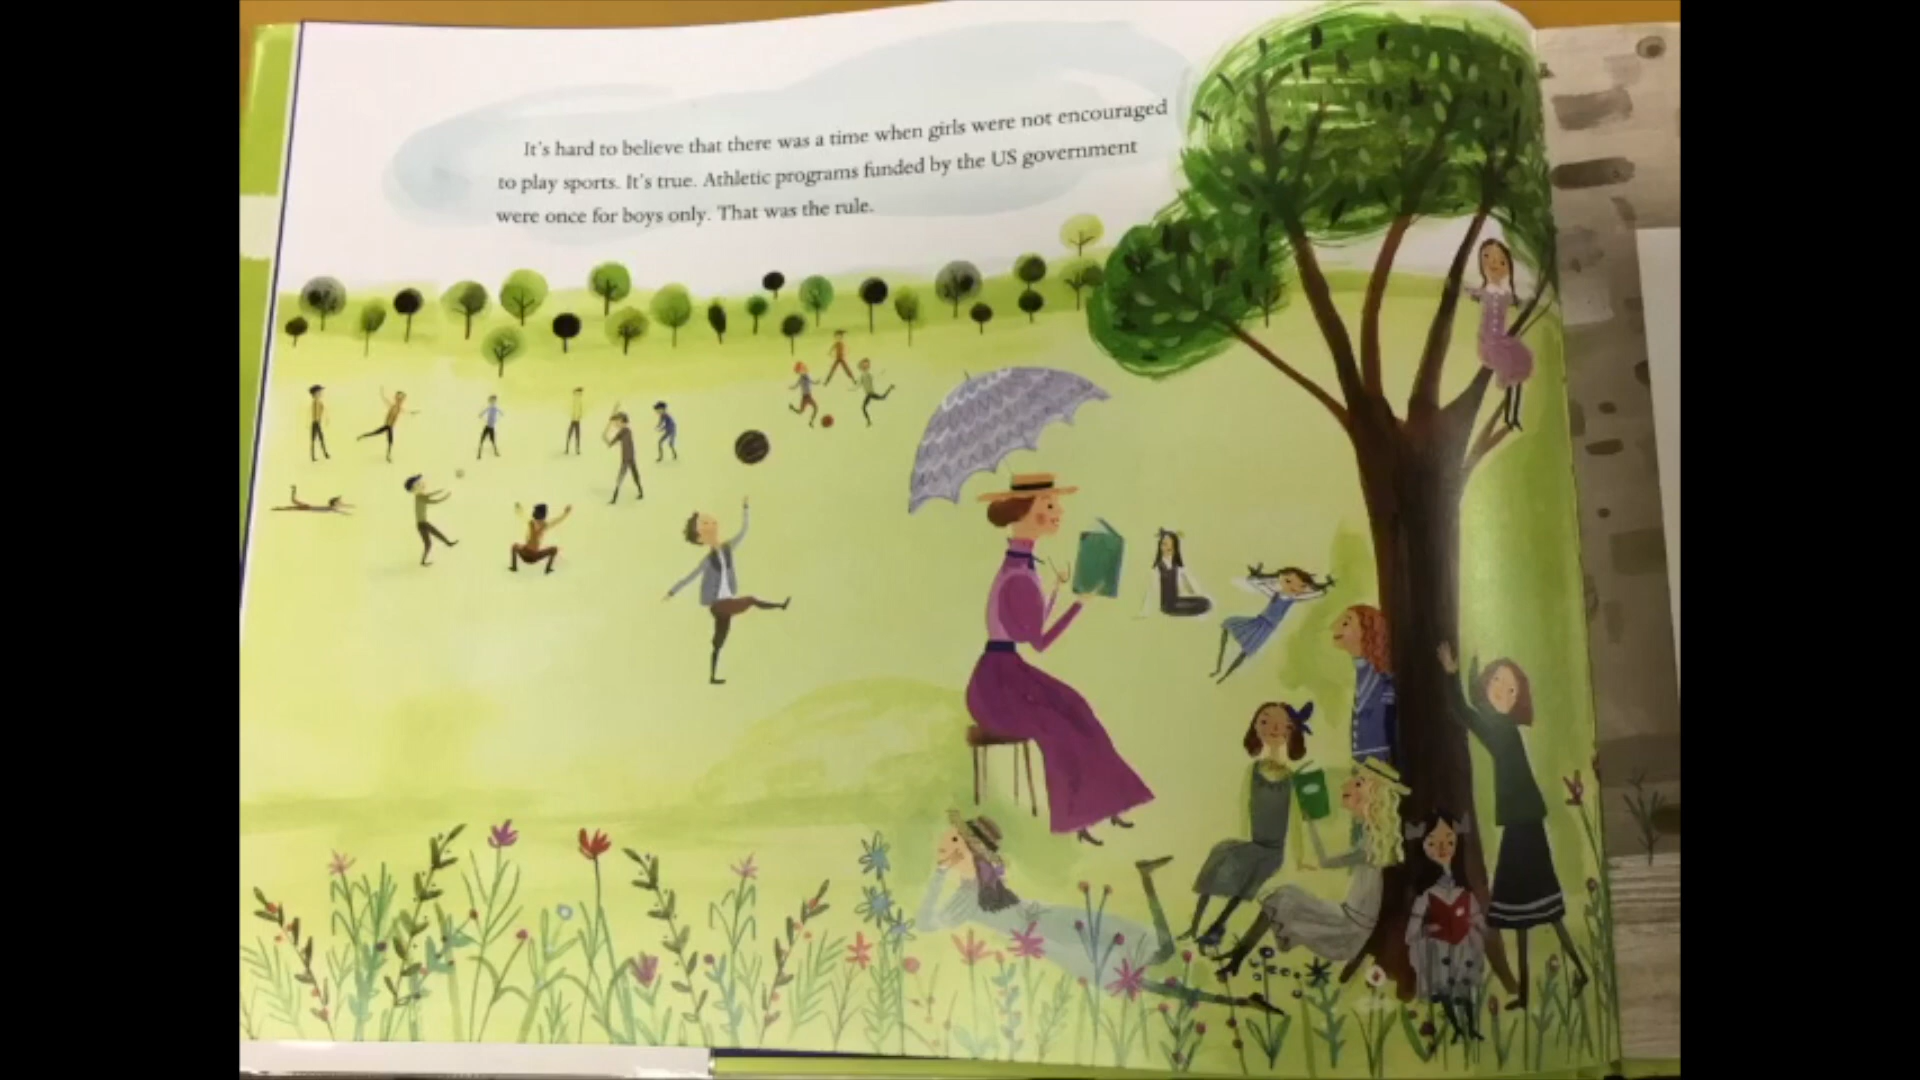 It's hard to believe that there was a time when girls were not encouraged
to play sports. It's true. Athletic programs funded by the US government
were once for boys only. That was the rule.